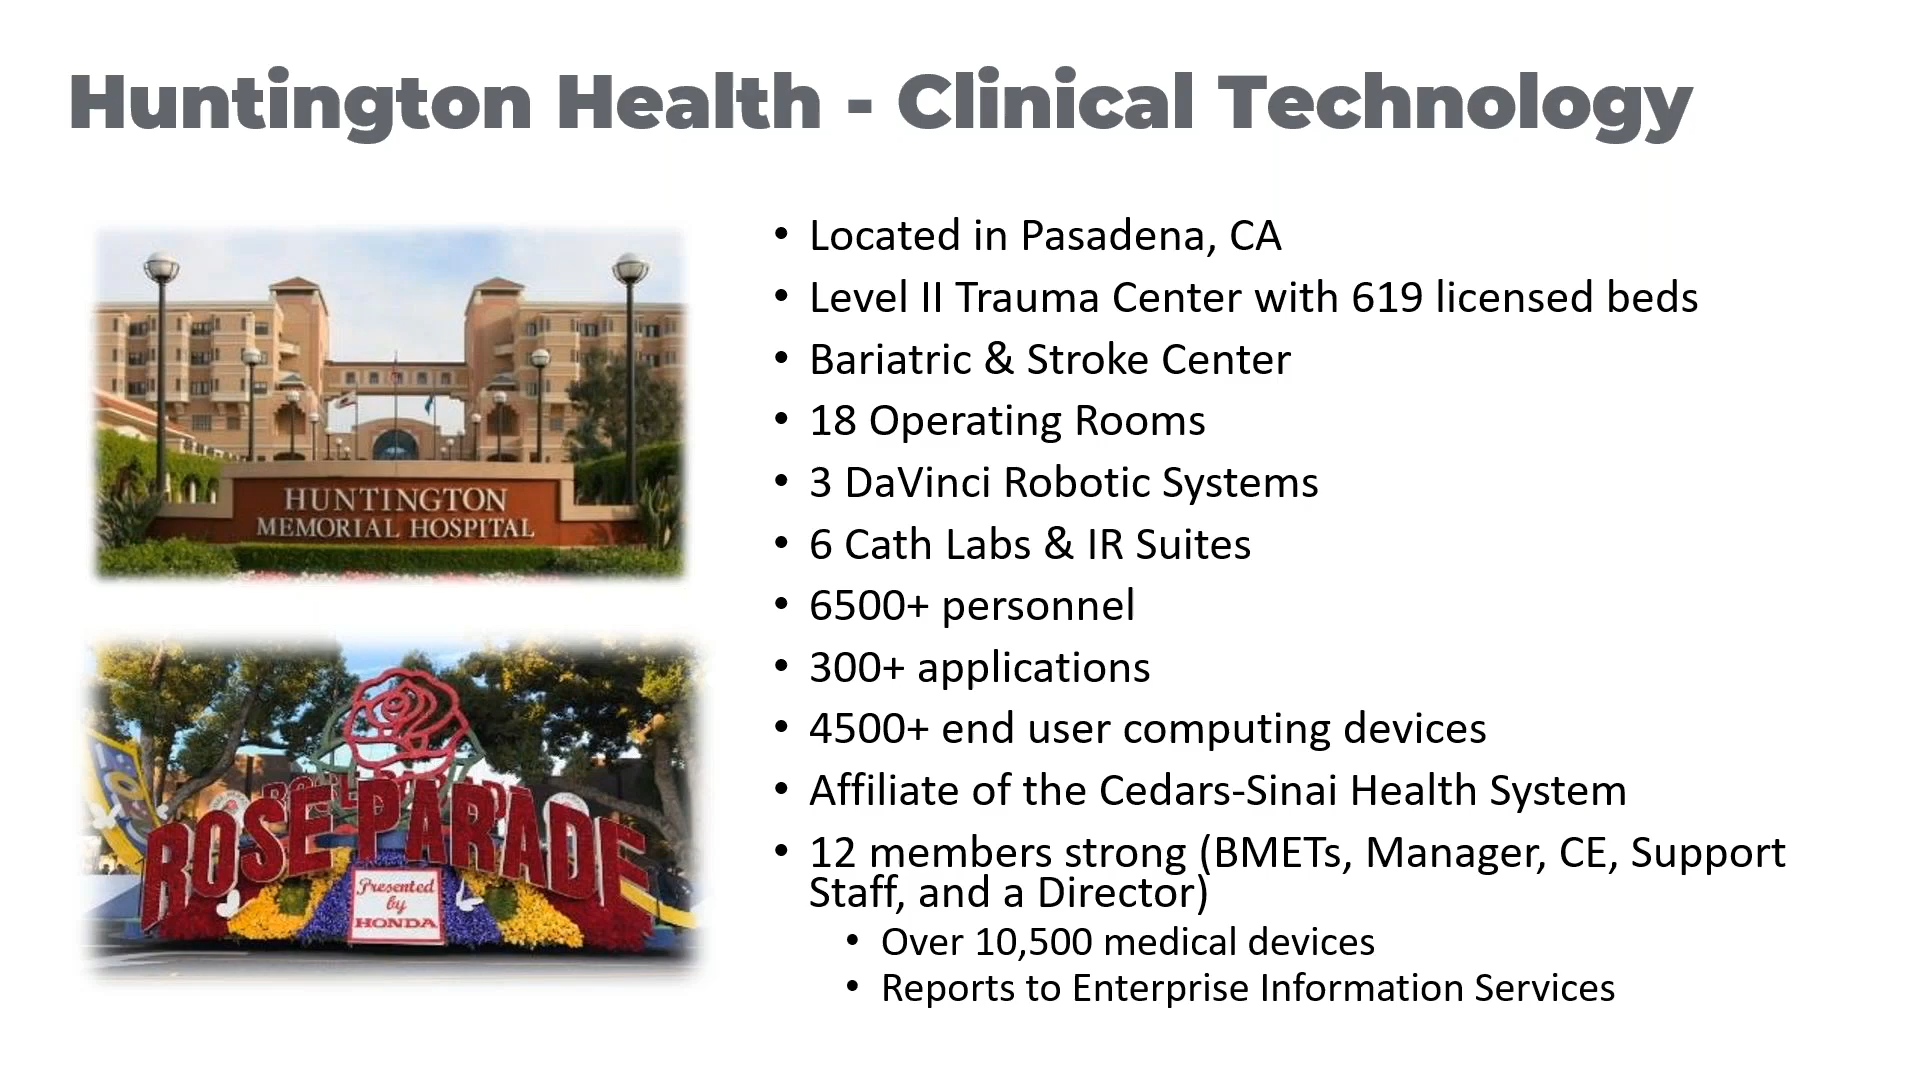 Huntington Health - Clinical Technology
HUNTINGTON
MEMORIAL HOSPITAL
ROSE PARADE
Presented
by
HONDA
• Located in Pasadena, CA
• Level II Trauma Center with 619 licensed beds
• Bariatric & Stroke Center
• 18 Operating Rooms
• 3 DaVinci Robotic Systems
• 6 Cath Labs & IR Suites
• 6500+ personnel
• 300+ applications
• 4500+ end user computing devices
• Affiliate of the Cedars-Sinai Health System
• 12 members strong (BMETs, Manager, CE, Support
Staff, and a Director)
• Over 10,500 medical devices
• Reports to Enterprise Information Services